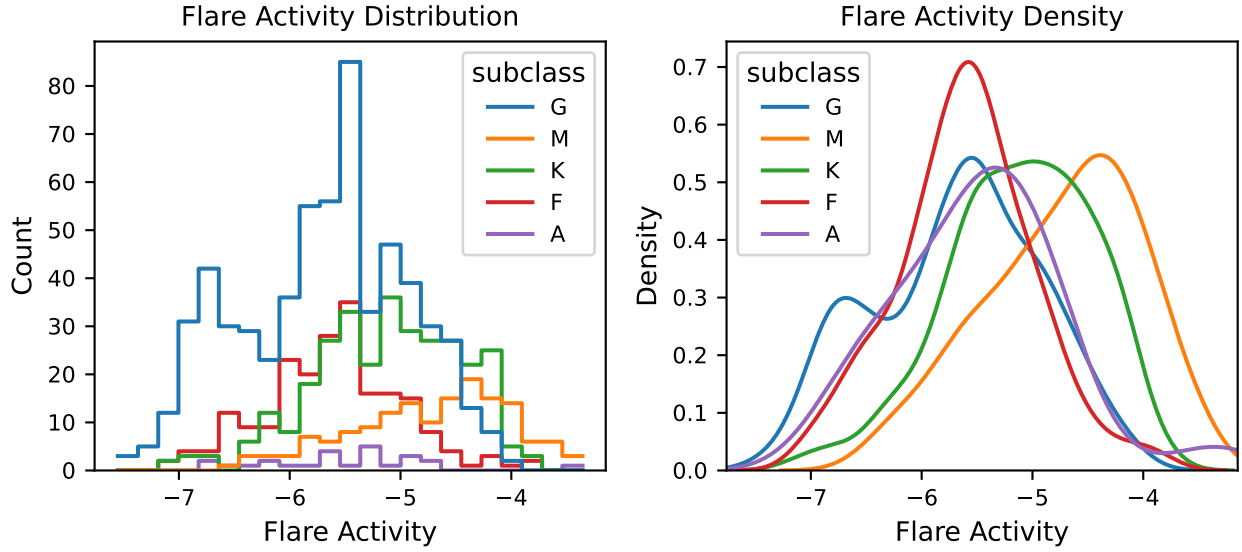 Flare Activity Distribution
Count
0
10
20
30
40
50
60
70
80
−7
−6
−5
−4
Flare Activity
subclass
G
M
K
F
A
Flare Activity Density
Density
0.0
0.1
0.2
0.3
0.4
0.5
0.6
0.7
−7
−6
−5
−4
Flare Activity
subclass
G
M
K
F
A